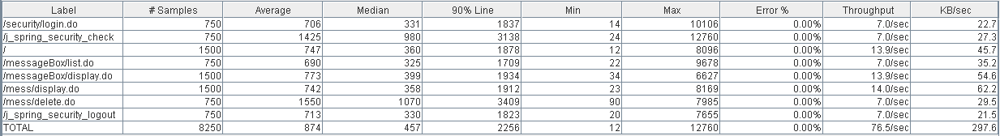 Label # Samples Average Median 90% Line Min Max Error % Throughput KB/sec
/security/login.do 750 706 331 1837 14 10106 0.00% 7.0/sec 22.7
/j_spring_security_check 750 1425 980 3138 24 12760 0.00% 7.0/sec 27.3
/ 1500 747 360 1878 12 8096 0.00% 13.9/sec 45.7
/messageBox/list.do 750 690 325 1709 22 9678 0.00% 7.0/sec 35.2
/messageBox/display.do 1500 773 399 1934 34 6627 0.00% 13.9/sec 54.6
/mess/display.do 1500 742 358 1912 23 8169 0.00% 14.0/sec 62.2
/mess/delete.do 750 1550 1070 3409 90 7985 0.00% 7.0/sec 29.5
/j_spring_security_logout 750 713 330 1823 20 7655 0.00% 7.0/sec 21.5
TOTAL 8250 874 457 2256 12 12760 0.00% 76.5/sec 297.6